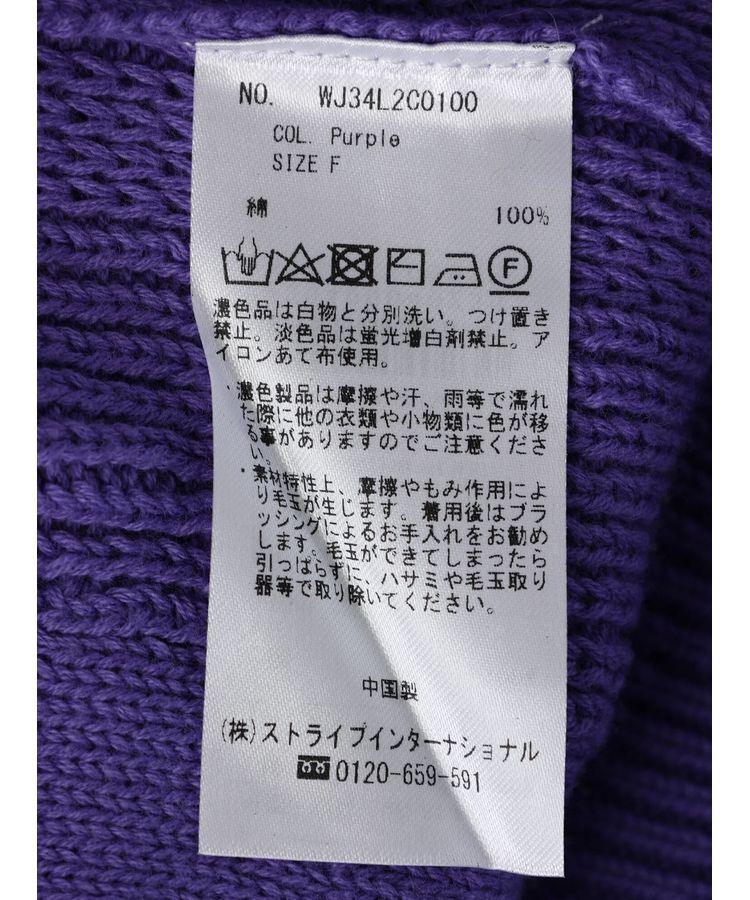 NO. WJ34L2C0100
COL. Purple
SIZE F
綿 100%
F
濃色品は白物と分別洗い。つけ置き
禁止。淡色品は蛍光増白剤禁止。ア
イロンあて布使用。
・濃色製品は摩擦や汗、雨等で濡れ
た際に他の衣類や小物類に色が移
る事がありますのでご注意くださ
い。
・素材特性上、摩擦やもみ作用によ
り毛玉が生じます。着用後はブラ
ッシングによるお手入れをお勧め
します。毛玉ができてしまったら
引っぱらずに、ハサミや毛玉取り
器等で取り除いてください。
中国製
(株)ストライプインターナショナル
0120-659-591